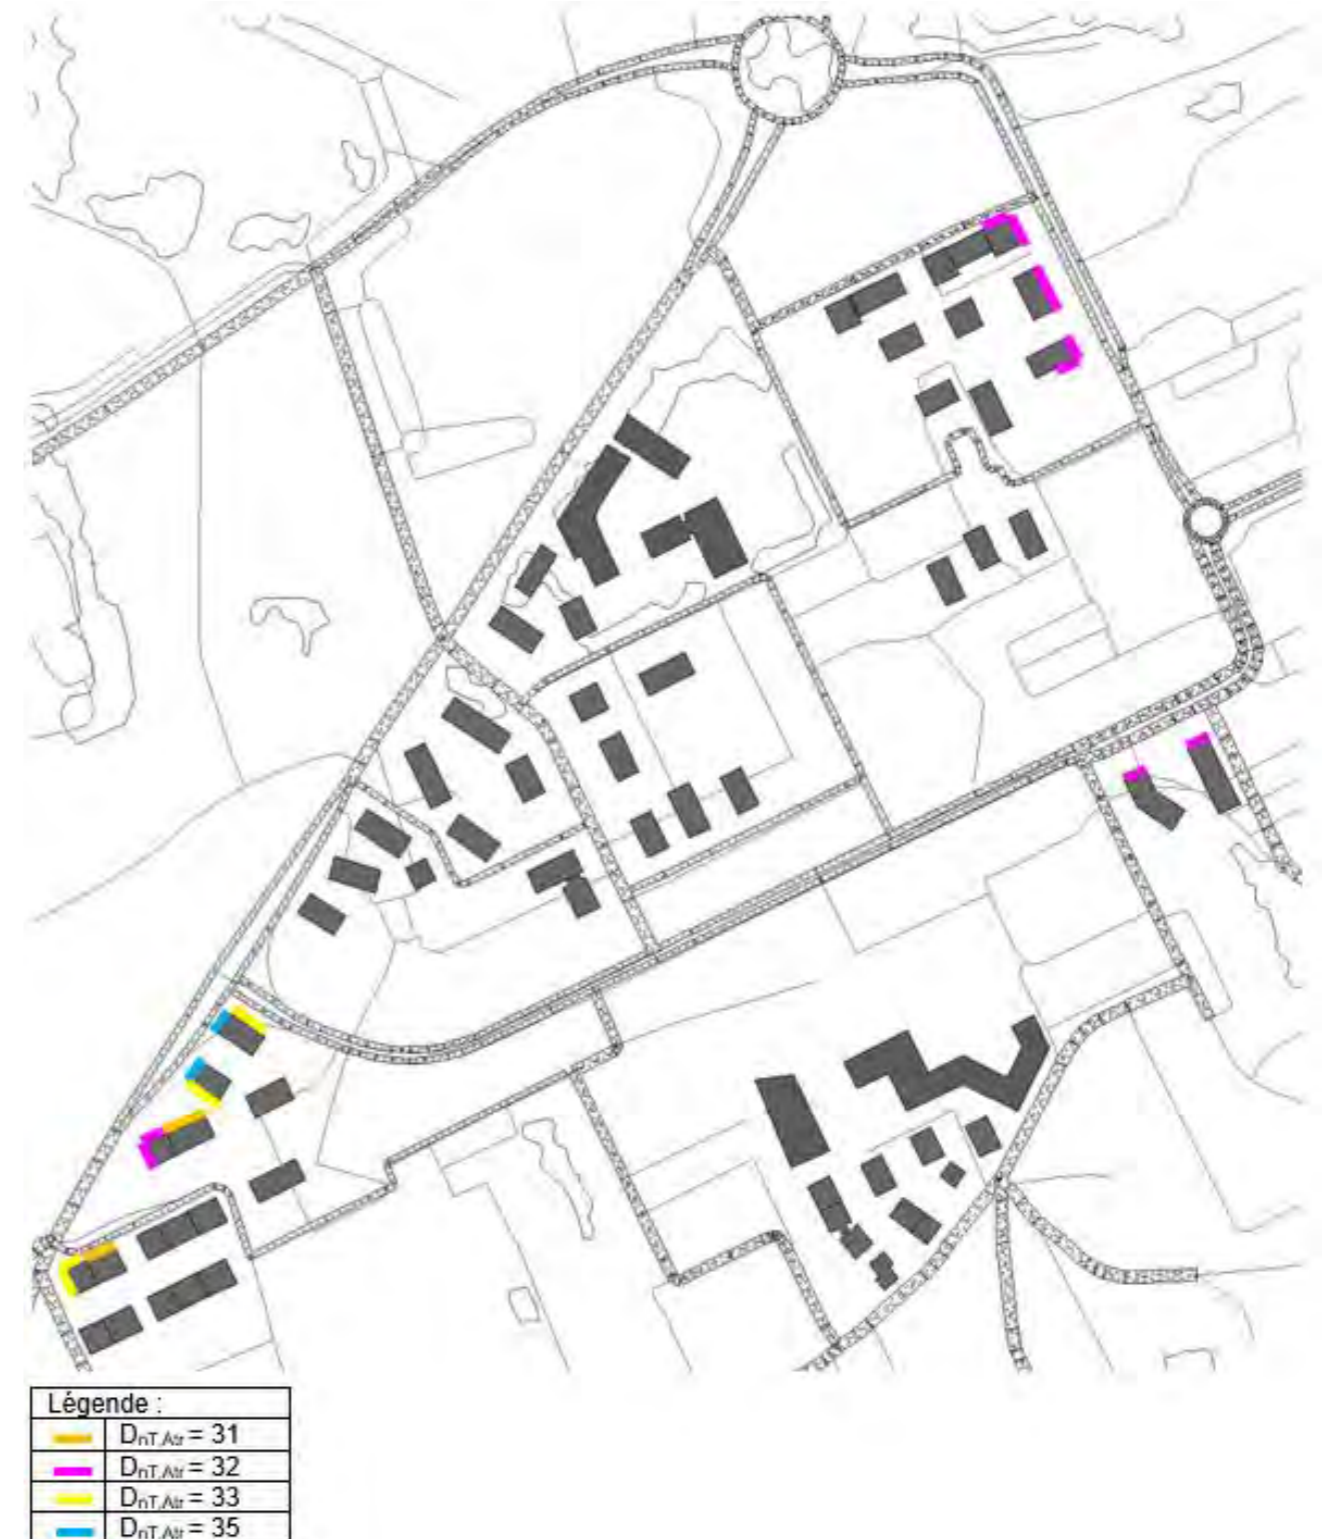 Légende :
DnT,Atr = 31
DnT,Atr = 32
DnT,Atr = 33
DnT,Atr = 35